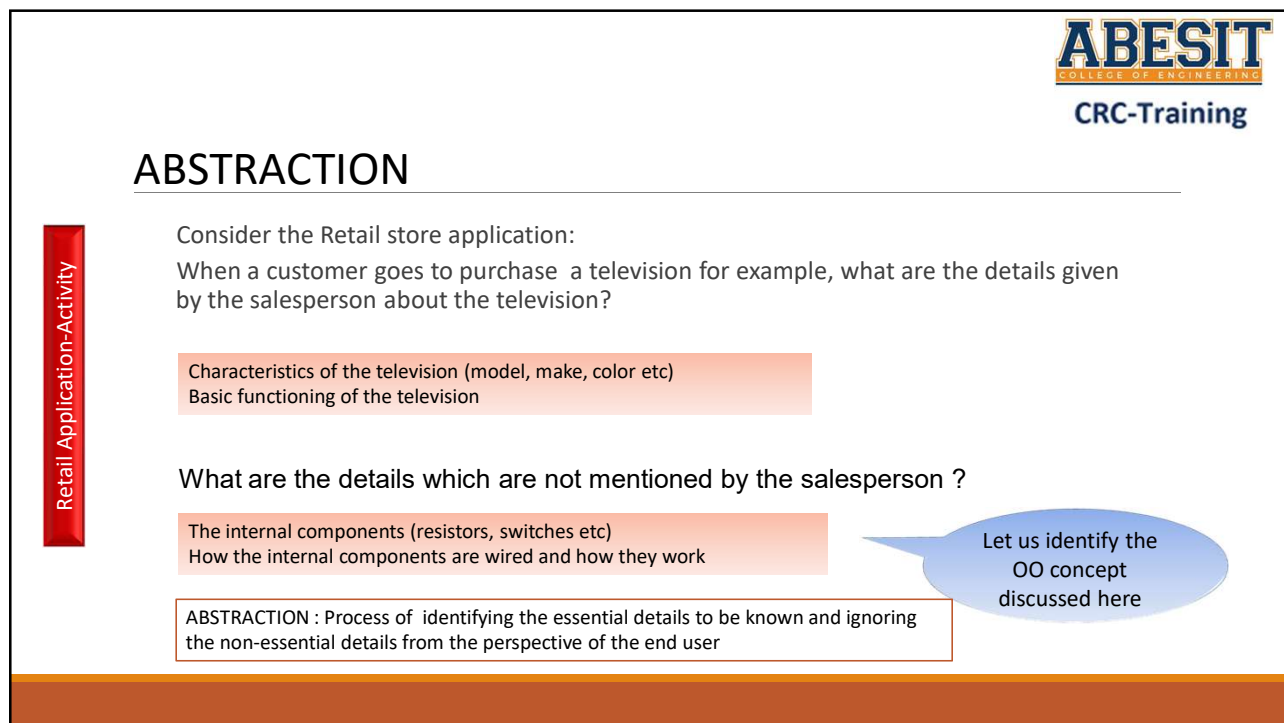 ABESIT
COLLEGE OF ENGINEERING
CRC-Training
ABSTRACTION
Retail Application-Activity
Consider the Retail store application:
When a customer goes to purchase  a television for example, what are the details given
by the salesperson about the television?
Characteristics of the television (model, make, color etc)
Basic functioning of the television
What are the details which are not mentioned by the salesperson ?
The internal components (resistors, switches etc)
How the internal components are wired and how they work
Let us identify the
OO concept
discussed here
ABSTRACTION : Process of  identifying the essential details to be known and ignoring
the non-essential details from the perspective of the end user